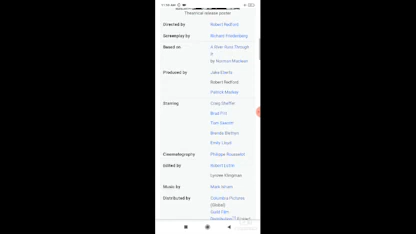 Theatrical release poster
Directed by Robert Redford
Screenplay by Richard Friedenberg
Based on A River Runs Through
It
by Norman Maclean
Produced by Jake Eberts
Robert Redford
Patrick Markey
Starring Craig Sheffer
Brad Pitt
Tom Skerritt
Brenda Blethyn
Emily Lloyd
Cinematography Philippe Rousselot
Edited by Robert Estrin
Lynzee Klingman
Music by Mark Isham
Distributed by Columbia Pictures
(Global)
Guild Film